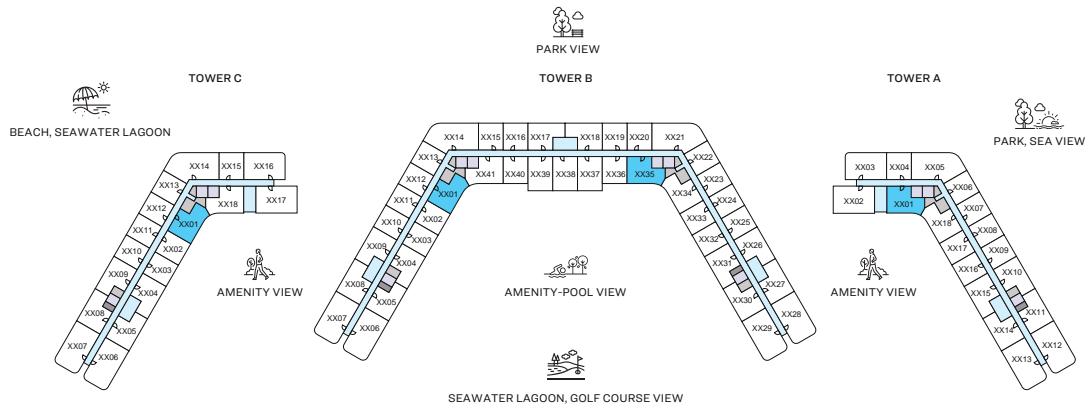 PARK VIEW
TOWER C
TOWER B
TOWER A
BEACH, SEAWATER LAGOON
PARK, SEA VIEW
XX14
XX15
XX16
XX13
XX12
XX11
XX10
XX09
XX08
XX07
XX06
XX05
XX04
XX03
XX02
XX01
XX18
XX17
AMENITY VIEW
XX14
XX15
XX16
XX17
XX18
XX19
XX20
XX21
XX13
XX12
XX11
XX10
XX09
XX08
XX07
XX06
XX05
XX04
XX03
XX02
XX01
XX41
XX40
XX39
XX38
XX37
XX36
XX35
XX22
XX23
XX24
XX25
XX26
XX27
XX28
XX29
XX30
XX31
XX32
XX33
XX34
AMENITY-POOL VIEW
XX03
XX04
XX05
XX02
XX01
XX06
XX07
XX08
XX09
XX10
XX11
XX12
XX13
XX14
XX15
XX16
XX17
XX18
AMENITY VIEW
SEAWATER LAGOON, GOLF COURSE VIEW